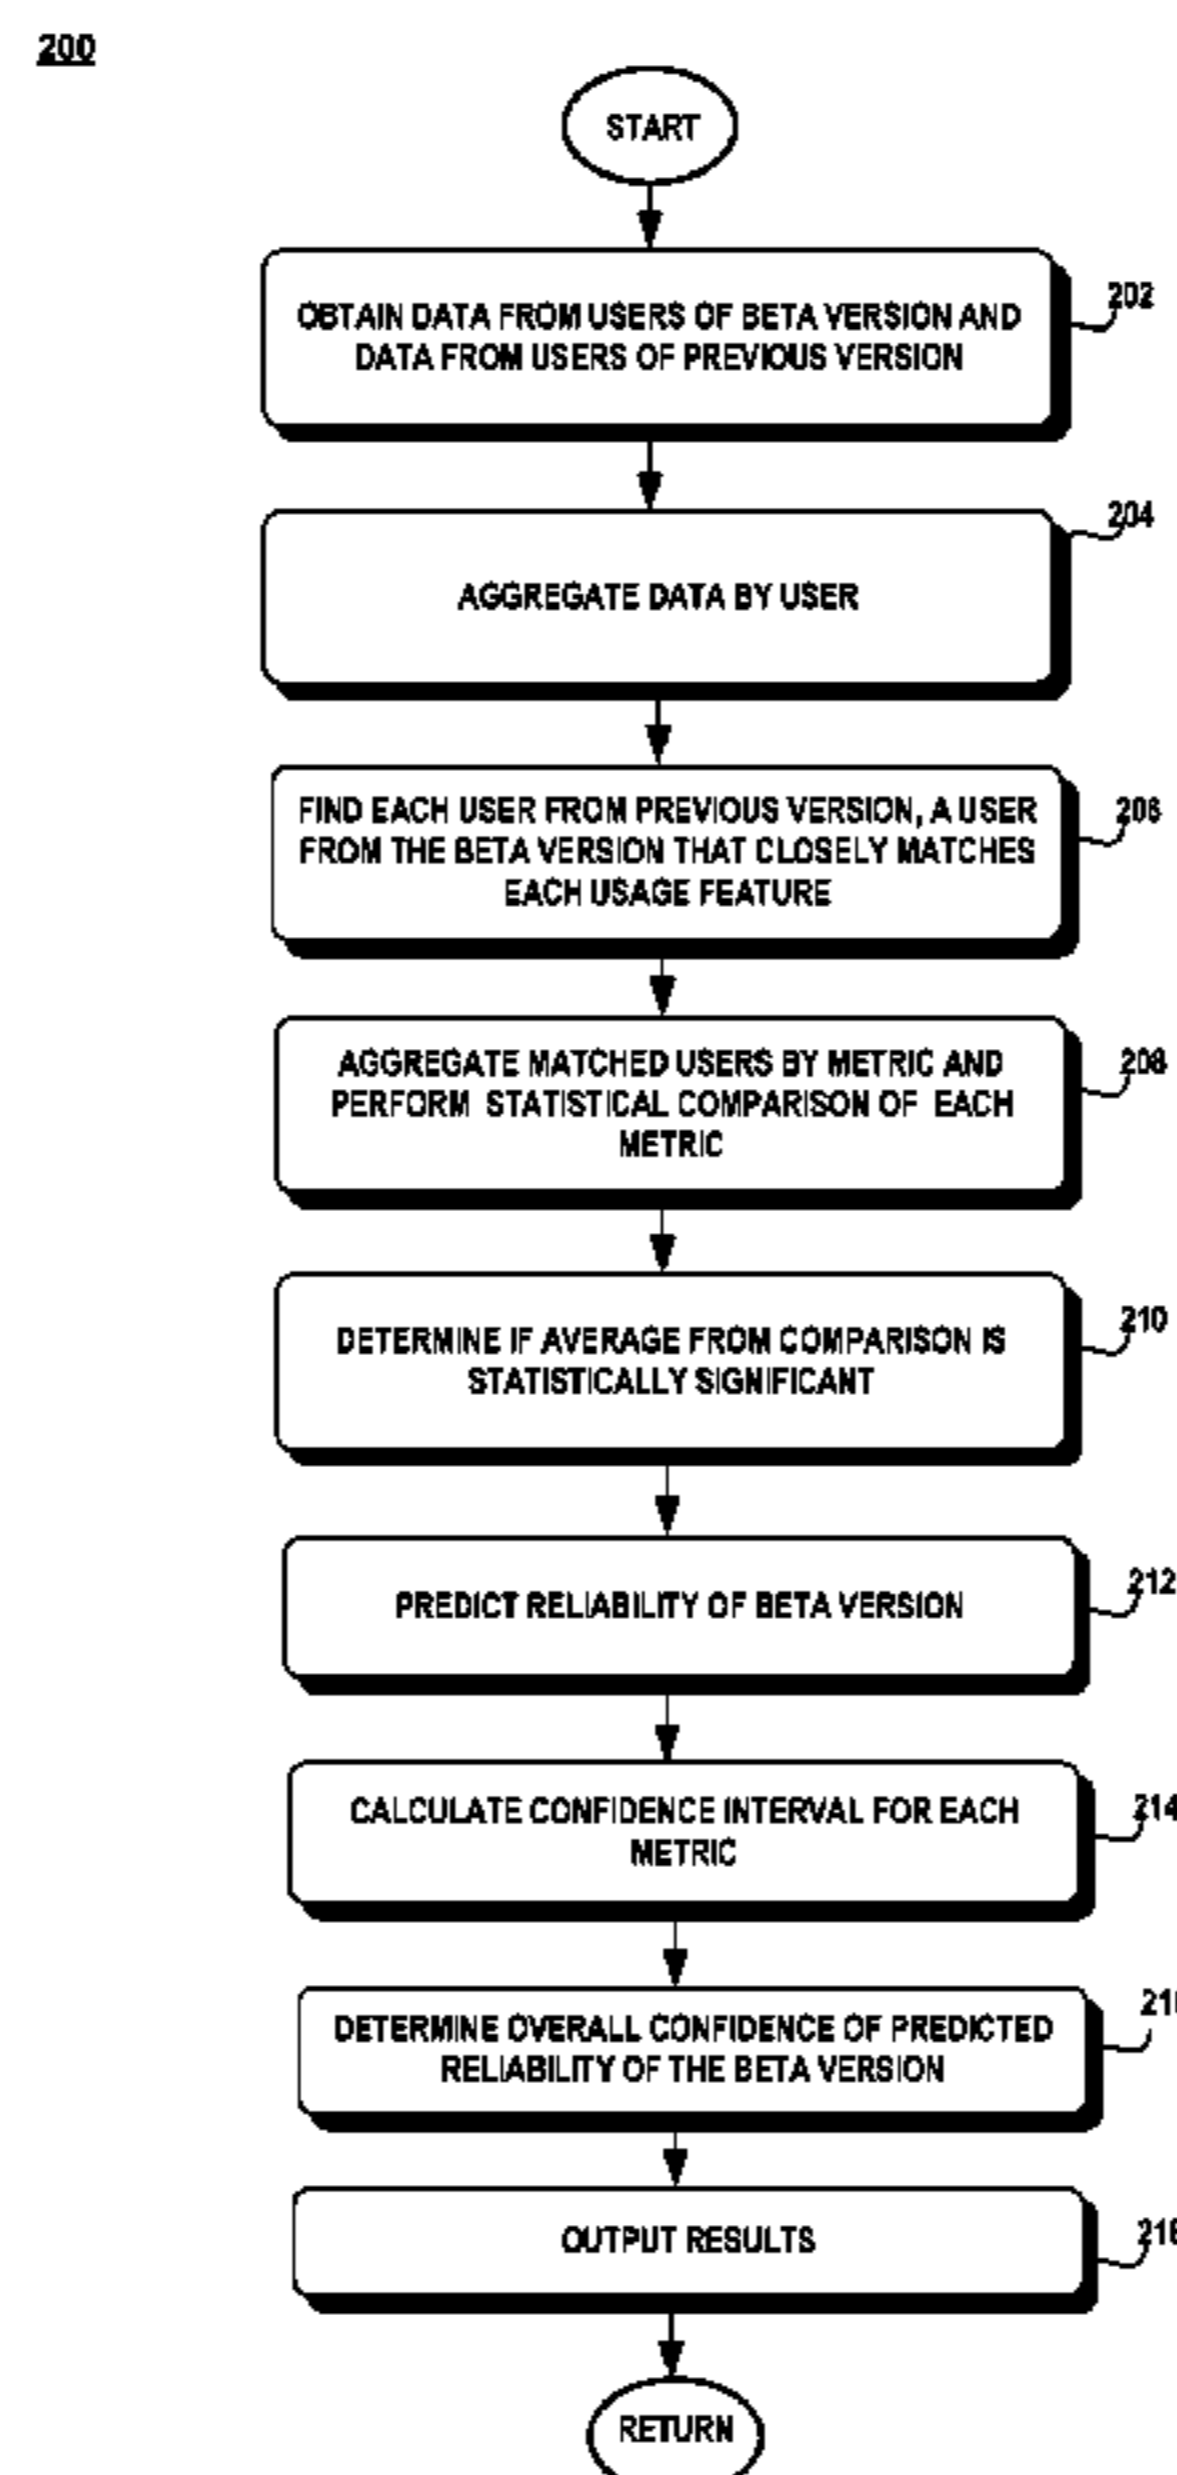 200
START
OBTAIN DATA FROM USERS OF BETA VERSION AND
DATA FROM USERS OF PREVIOUS VERSION
202
AGGREGATE DATA BY USER
204
FIND EACH USER FROM PREVIOUS VERSION, A USER
FROM THE BETA VERSION THAT CLOSELY MATCHES
EACH USAGE FEATURE
206
AGGREGATE MATCHED USERS BY METRIC AND
PERFORM STATISTICAL COMPARISON OF EACH
METRIC
208
DETERMINE IF AVERAGE FROM COMPARISON IS
STATISTICALLY SIGNIFICANT
210
PREDICT RELIABILITY OF BETA VERSION
212
CALCULATE CONFIDENCE INTERVAL FOR EACH
METRIC
214
DETERMINE OVERALL CONFIDENCE OF PREDICTED
RELIABILITY OF THE BETA VERSION
OUTPUT RESULTS
RETURN